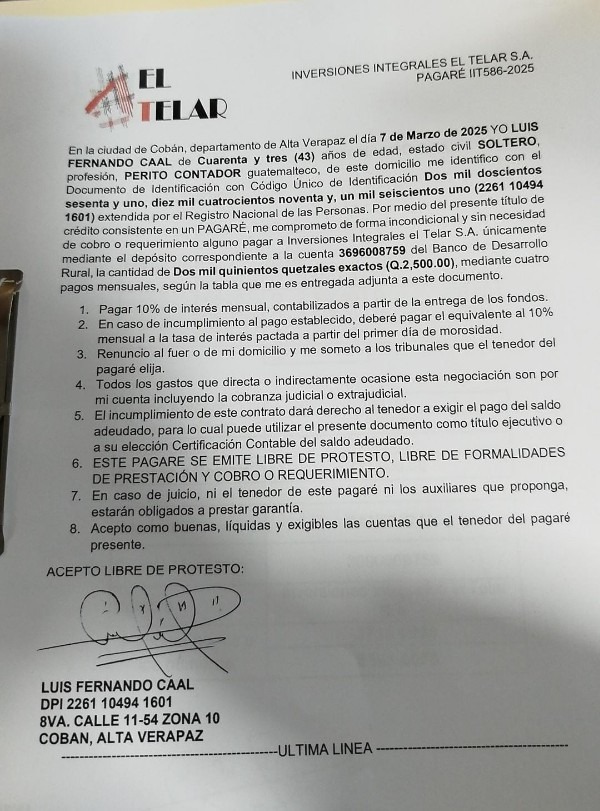 EL
TELAR
INVERSIONES INTEGRALES EL TELAR S.A.
PAGARÉ IIT586-2025
En la ciudad de Cobán, departamento de Alta Verapaz el día 7 de Marzo de 2025 YO LUIS
FERNANDO CAAL de Cuarenta y tres (43) años de edad, estado civil SOLTERO,
profesión, PERITO CONTADOR guatemalteco, de este domicilio me identifico con el
Documento de Identificación con Código Único de Identificación Dos mil doscientos
sesenta y uno, diez mil cuatrocientos noventa y, un mil seiscientos uno (2261 10494
1601) extendida por el Registro Nacional de las Personas. Por medio del presente título de
crédito consistente en un PAGARÉ, me comprometo de forma incondicional y sin necesidad
de cobro o requerimiento alguno pagar a Inversiones Integrales el Telar S.A. únicamente
mediante el depósito correspondiente a la cuenta 3696008759 del Banco de Desarrollo
Rural, la cantidad de Dos mil quinientos quetzales exactos (Q.2,500.00), mediante cuatro
pagos mensuales, según la tabla que me es entregada adjunta a este documento.
1. Pagar 10% de interés mensual, contabilizados a partir de la entrega de los fondos.
2. En caso de incumplimiento al pago establecido, deberé pagar el equivalente al 10%
mensual a la tasa de interés pactada a partir del primer día de morosidad.
3. Renuncio al fuer o de mi domicilio y me someto a los tribunales que el tenedor del
pagaré elija.
4. Todos los gastos que directa o indirectamente ocasione esta negociación son por
mi cuenta incluyendo la cobranza judicial o extrajudicial.
5. El incumplimiento de este contrato dará derecho al tenedor a exigir el pago del saldo
adeudado, para lo cual puede utilizar el presente documento como título ejecutivo o
a su elección Certificación Contable del saldo adeudado.
6. ESTE PAGARE SE EMITE LIBRE DE PROTESTO, LIBRE DE FORMALIDADES
DE PRESTACIÓN Y COBRO O REQUERIMIENTO.
7. En caso de juicio, ni el tenedor de este pagaré ni los auxiliares que proponga,
estarán obligados a prestar garantía.
8. Acepto como buenas, líquidas y exigibles las cuentas que el tenedor del pagaré
presente.
ACEPTO LIBRE DE PROTESTO:
LUIS FERNANDO CAAL
DPI 2261 10494 1601
8VA. CALLE 11-54 ZONA 10
COBAN, ALTA VERAPAZ
----------------------------------------ULTIMA LINEA -----------------------------------